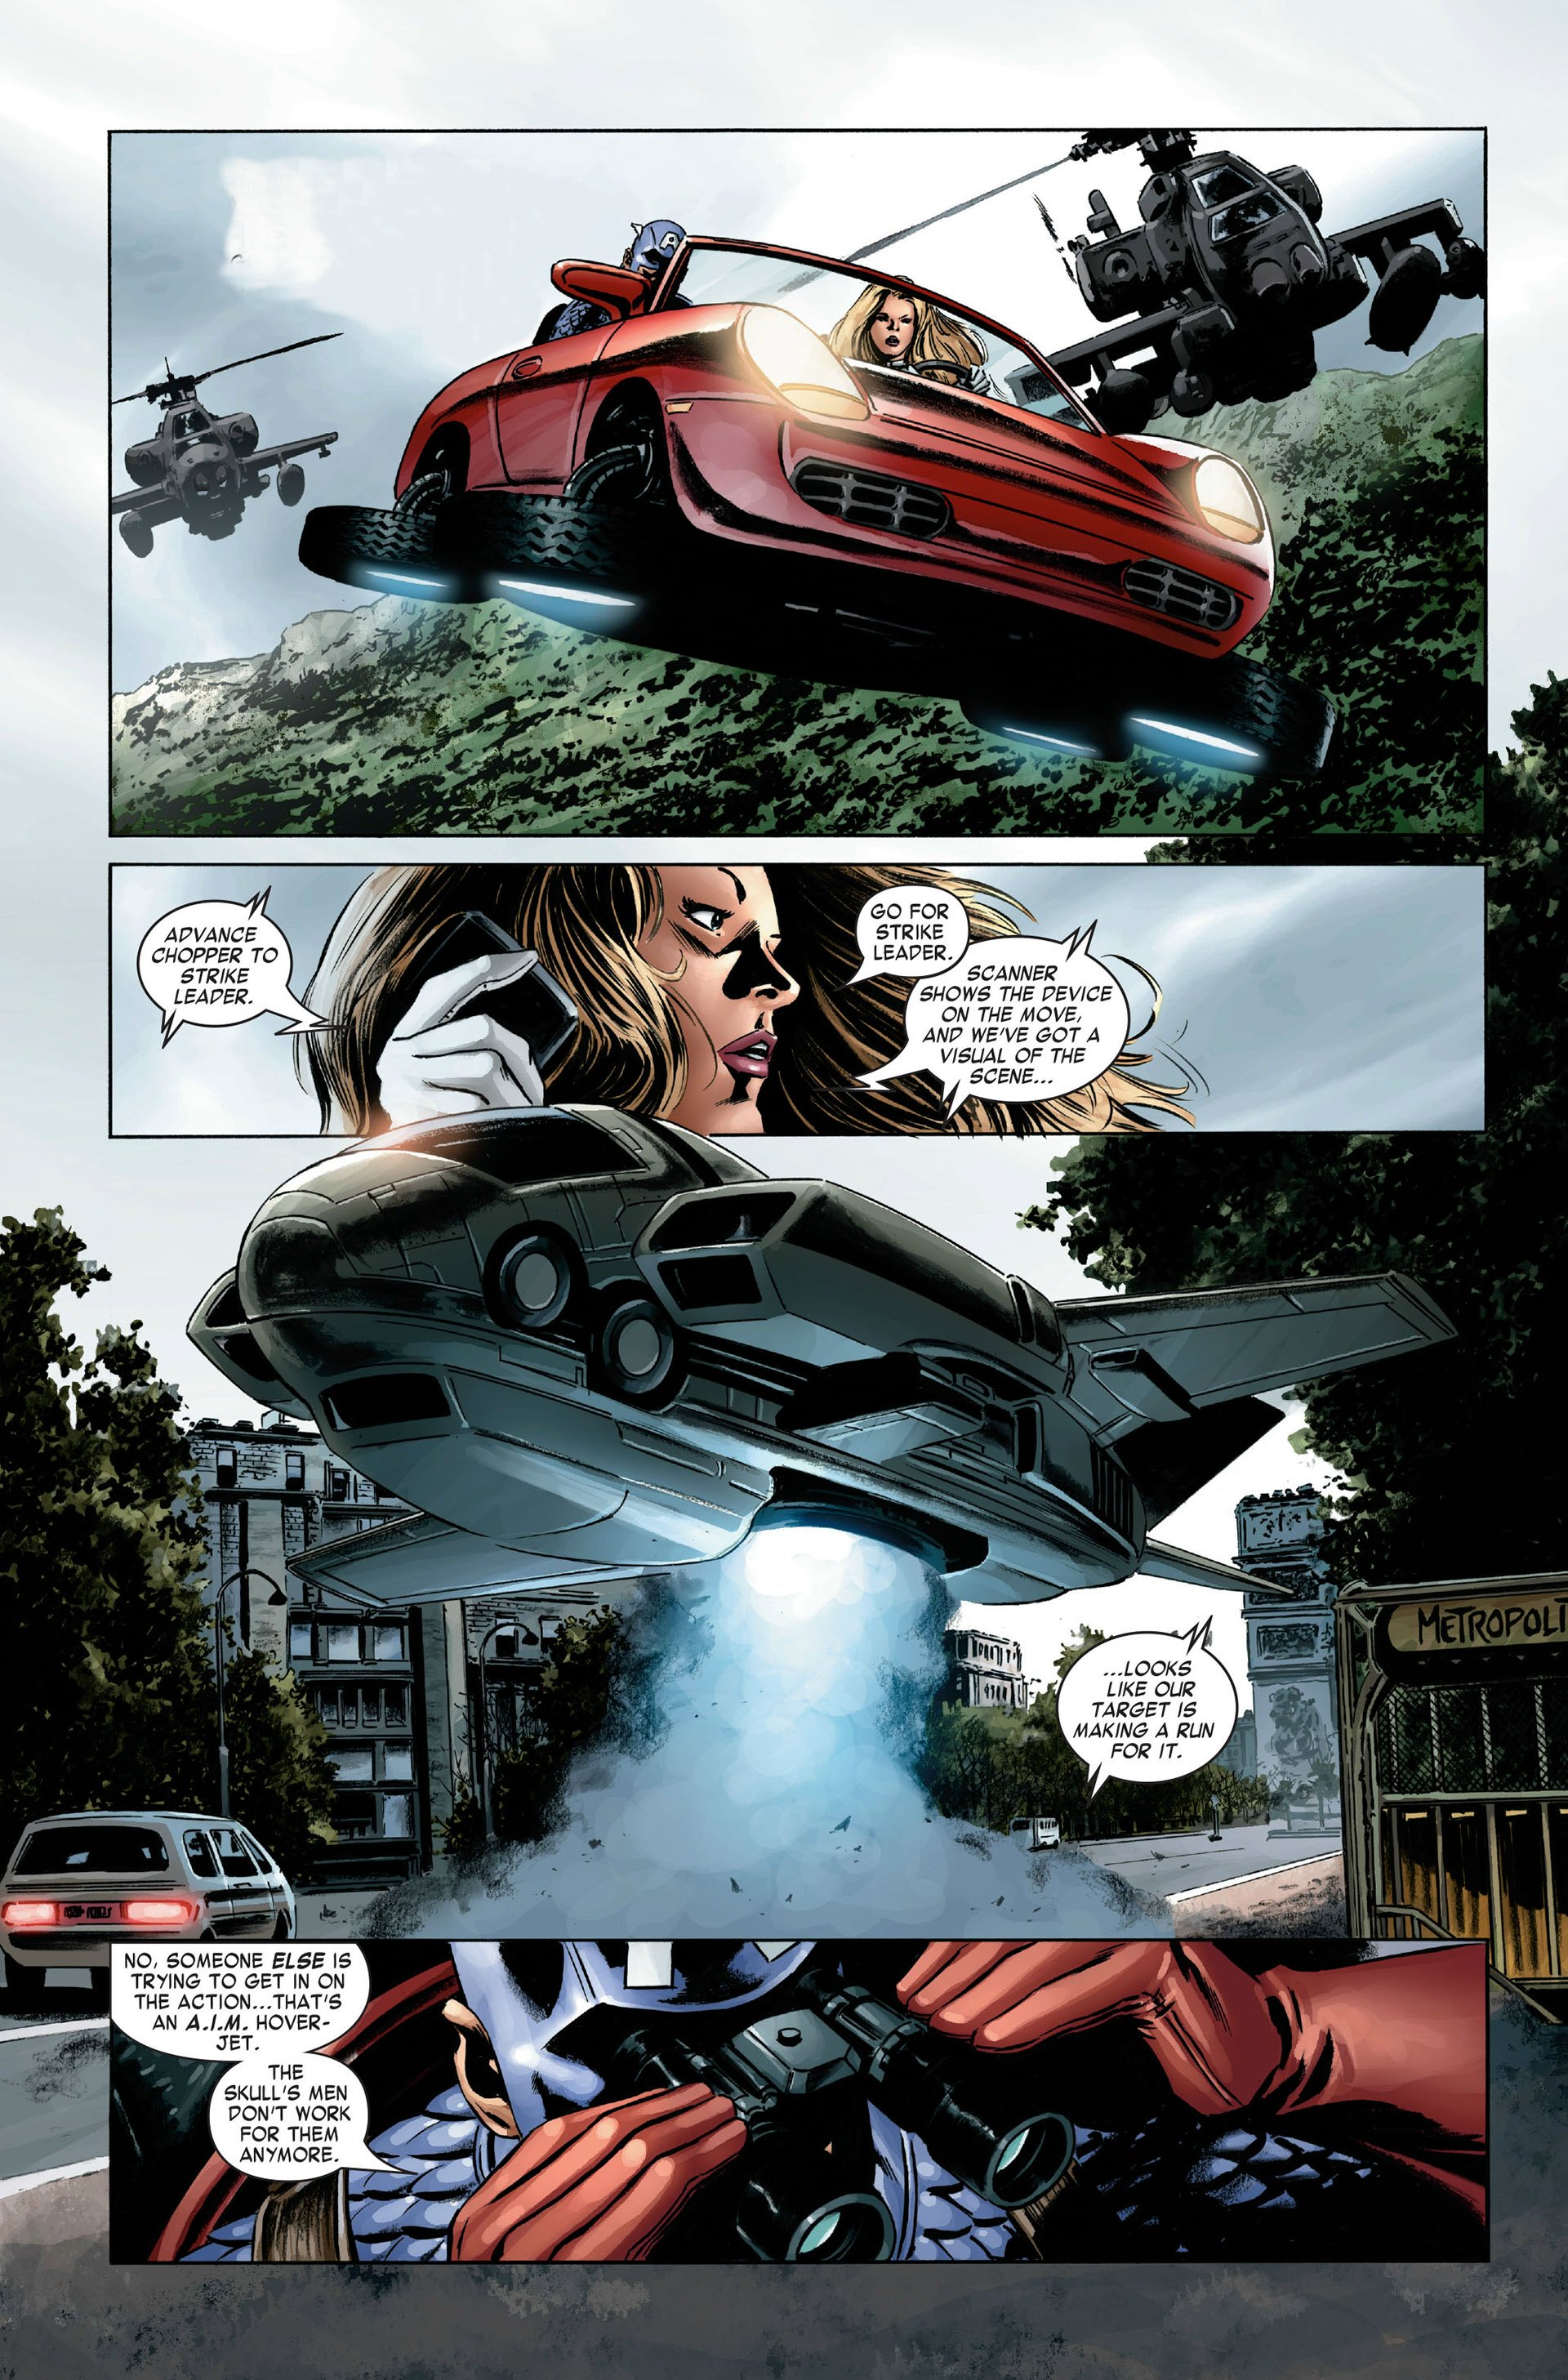 ADVANCE
CHOPPER TO
STRIKE
LEADER.
GO FOR
STRIKE
LEADER.
SCANNER
SHOWS THE DEVICE
ON THE MOVE,
AND WE'VE GOT A
VISUAL OF THE
SCENE...
...LOOKS
LIKE OUR
TARGET IS
MAKING A RUN
FOR IT.
METROPOLIT
NO, SOMEONE ELSE IS
TRYING TO GET IN ON
THE ACTION...THAT'S
AN A.I.M. HOVER-
JET.
THE
SKULL'S MEN
DON'T WORK
FOR THEM
ANYMORE.